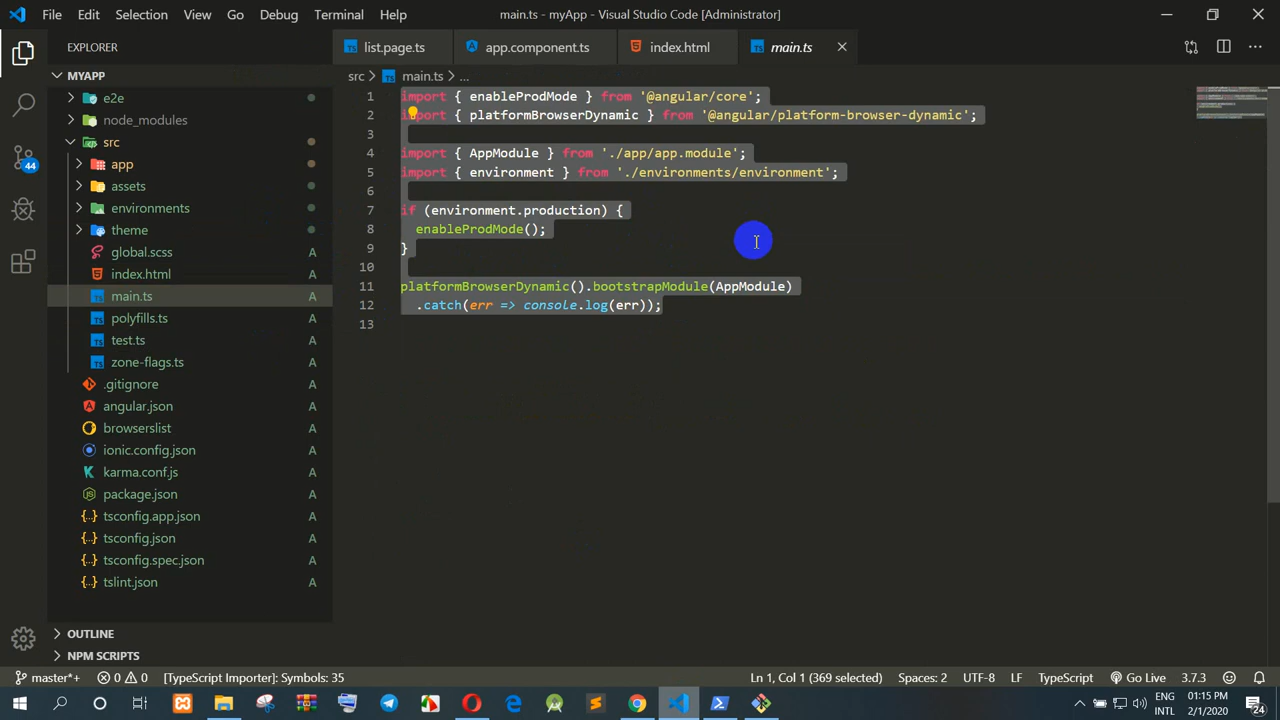 File Edit Selection View Go Debug Terminal Help
main.ts - myApp - Visual Studio Code [Administrator]
EXPLORER
list.page.ts
app.component.ts
index.html
main.ts
MYAPP
e2e
node_modules
src
app
assets
environments
theme
global.scss A
index.html A
main.ts A
polyfills.ts A
test.ts A
zone-flags.ts A
.gitignore A
angular.json A
browserslist A
ionic.config.json A
karma.conf.js A
package.json A
tsconfig.app.json A
tsconfig.json A
tsconfig.spec.json A
tslint.json A
OUTLINE
NPM SCRIPTS
44
src > main.ts > ...
1 import { enableProdMode } from '@angular/core';
2 import { platformBrowserDynamic } from '@angular/platform-browser-dynamic';
3
4 import { AppModule } from './app/app.module';
5 import { environment } from './environments/environment';
6
7 if (environment.production) {
8 enableProdMode();
9 }
10
11 platformBrowserDynamic().bootstrapModule(AppModule)
12 .catch(err => console.log(err));
13
master*+ 0 0 [TypeScript Importer]: Symbols: 35
Ln 1, Col 1 (369 selected) Spaces: 2 UTF-8 LF TypeScript Go Live 3.7.3
ENG
INTL
01:15 PM
2/1/2020
24